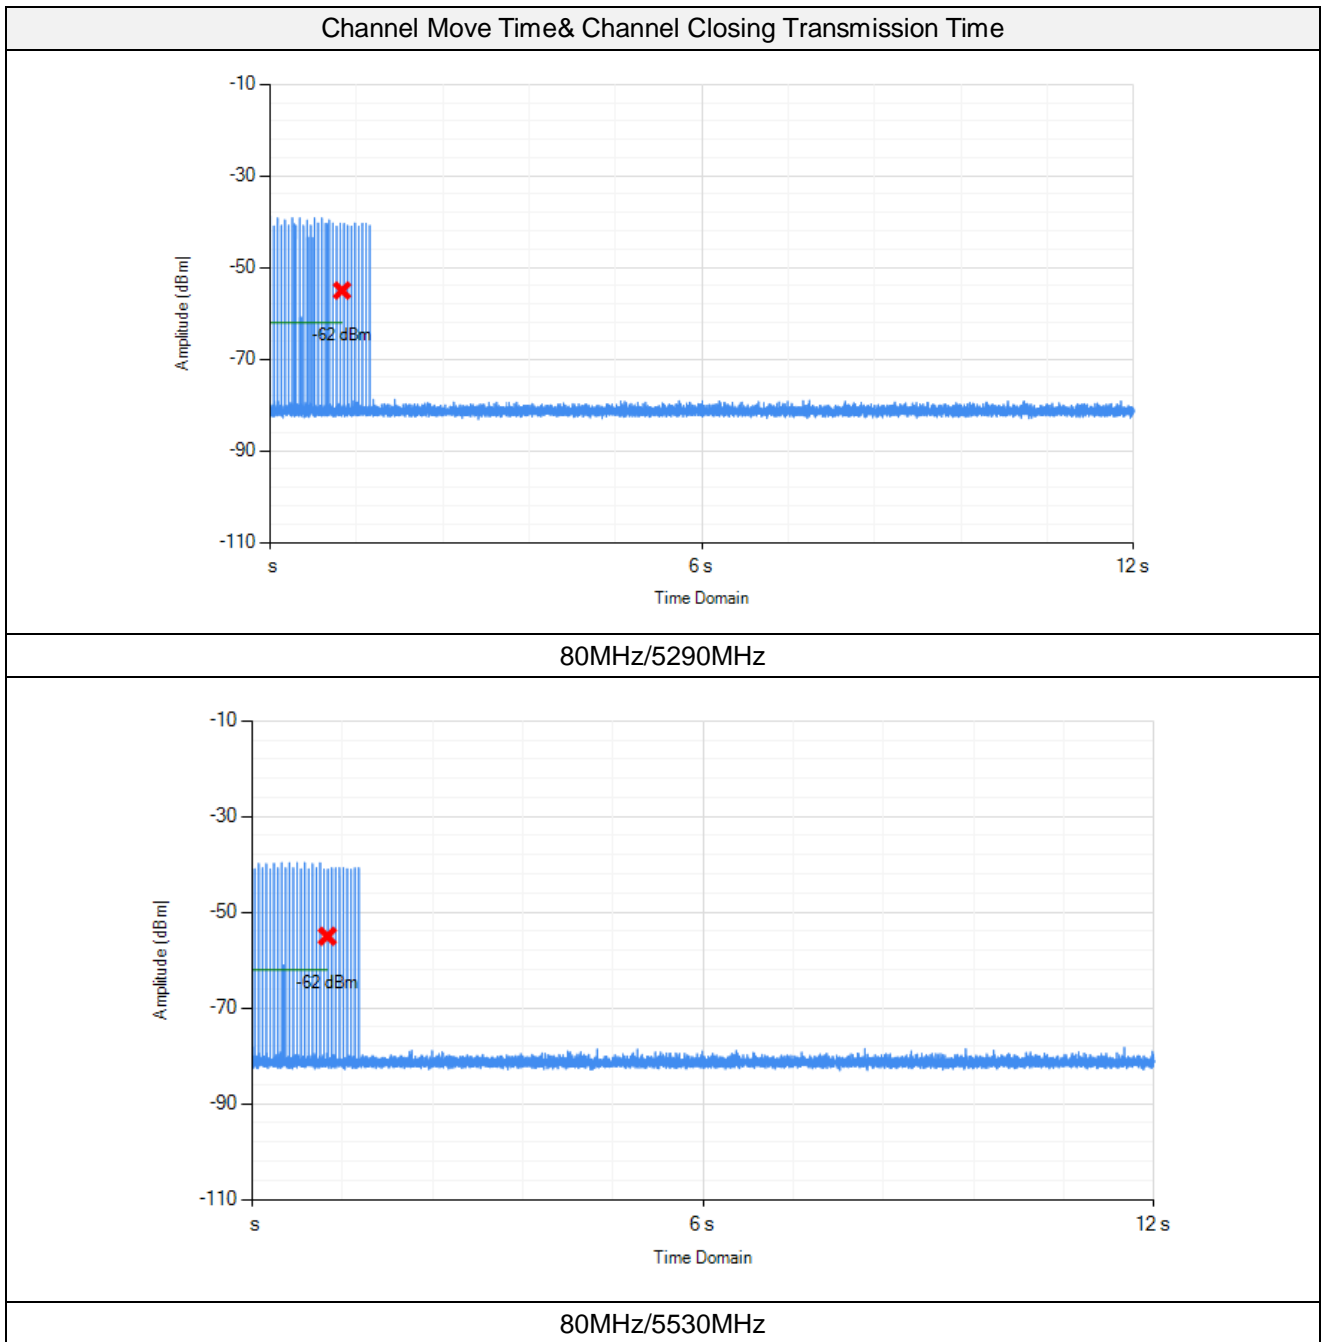 Channel Move Time& Channel Closing Transmission Time
-10
-30
-50
-70
-90
-110
Amplitude (dBm|
-62 dBm
s
6 s
12 s
Time Domain
80MHz/5290MHz
-10
-30
-50
-70
-90
-110
Amplitude (dBm|
-62 dBm
s
6 s
12 s
Time Domain
80MHz/5530MHz